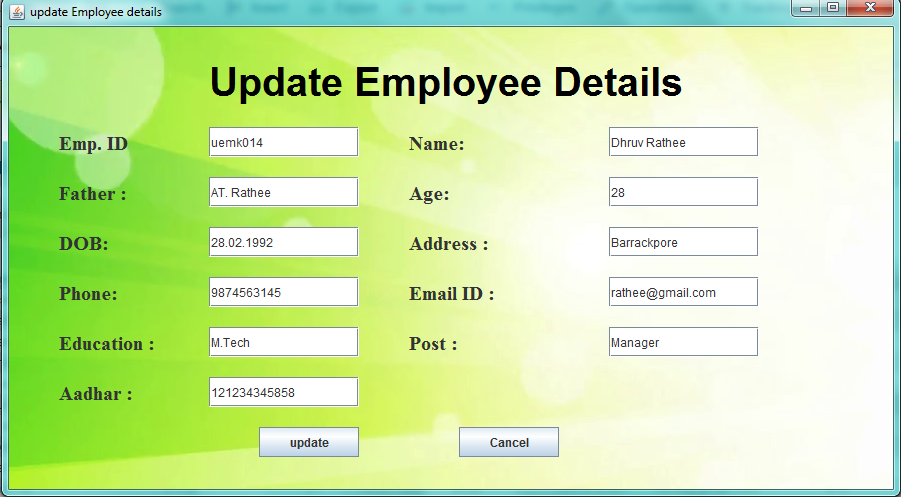 update Employee details
Update Employee Details
Emp. ID uemk014 Name: Dhruv Rathee
Father : AT. Rathee Age: 28
DOB: 28.02.1992 Address : Barrackpore
Phone: 9874563145 Email ID : rathee@gmail.com
Education : M.Tech Post : Manager
Aadhar : 121234345858
update Cancel